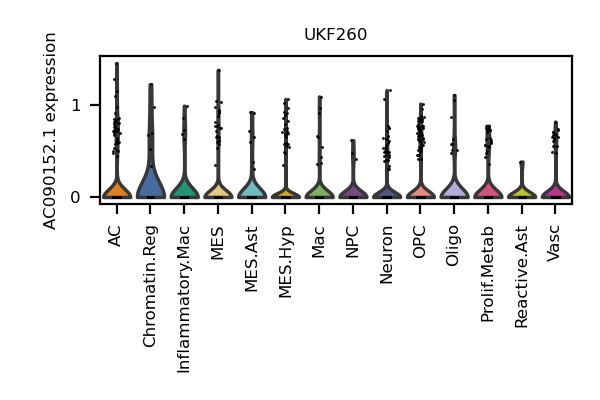 UKF260
AC090152.1 expression
1
0
AC
Chromatin.Reg
Inflammatory.Mac
MES
MES.Ast
MES.Hyp
Mac
NPC
Neuron
OPC
Oligo
Prolif.Metab
Reactive.Ast
Vasc